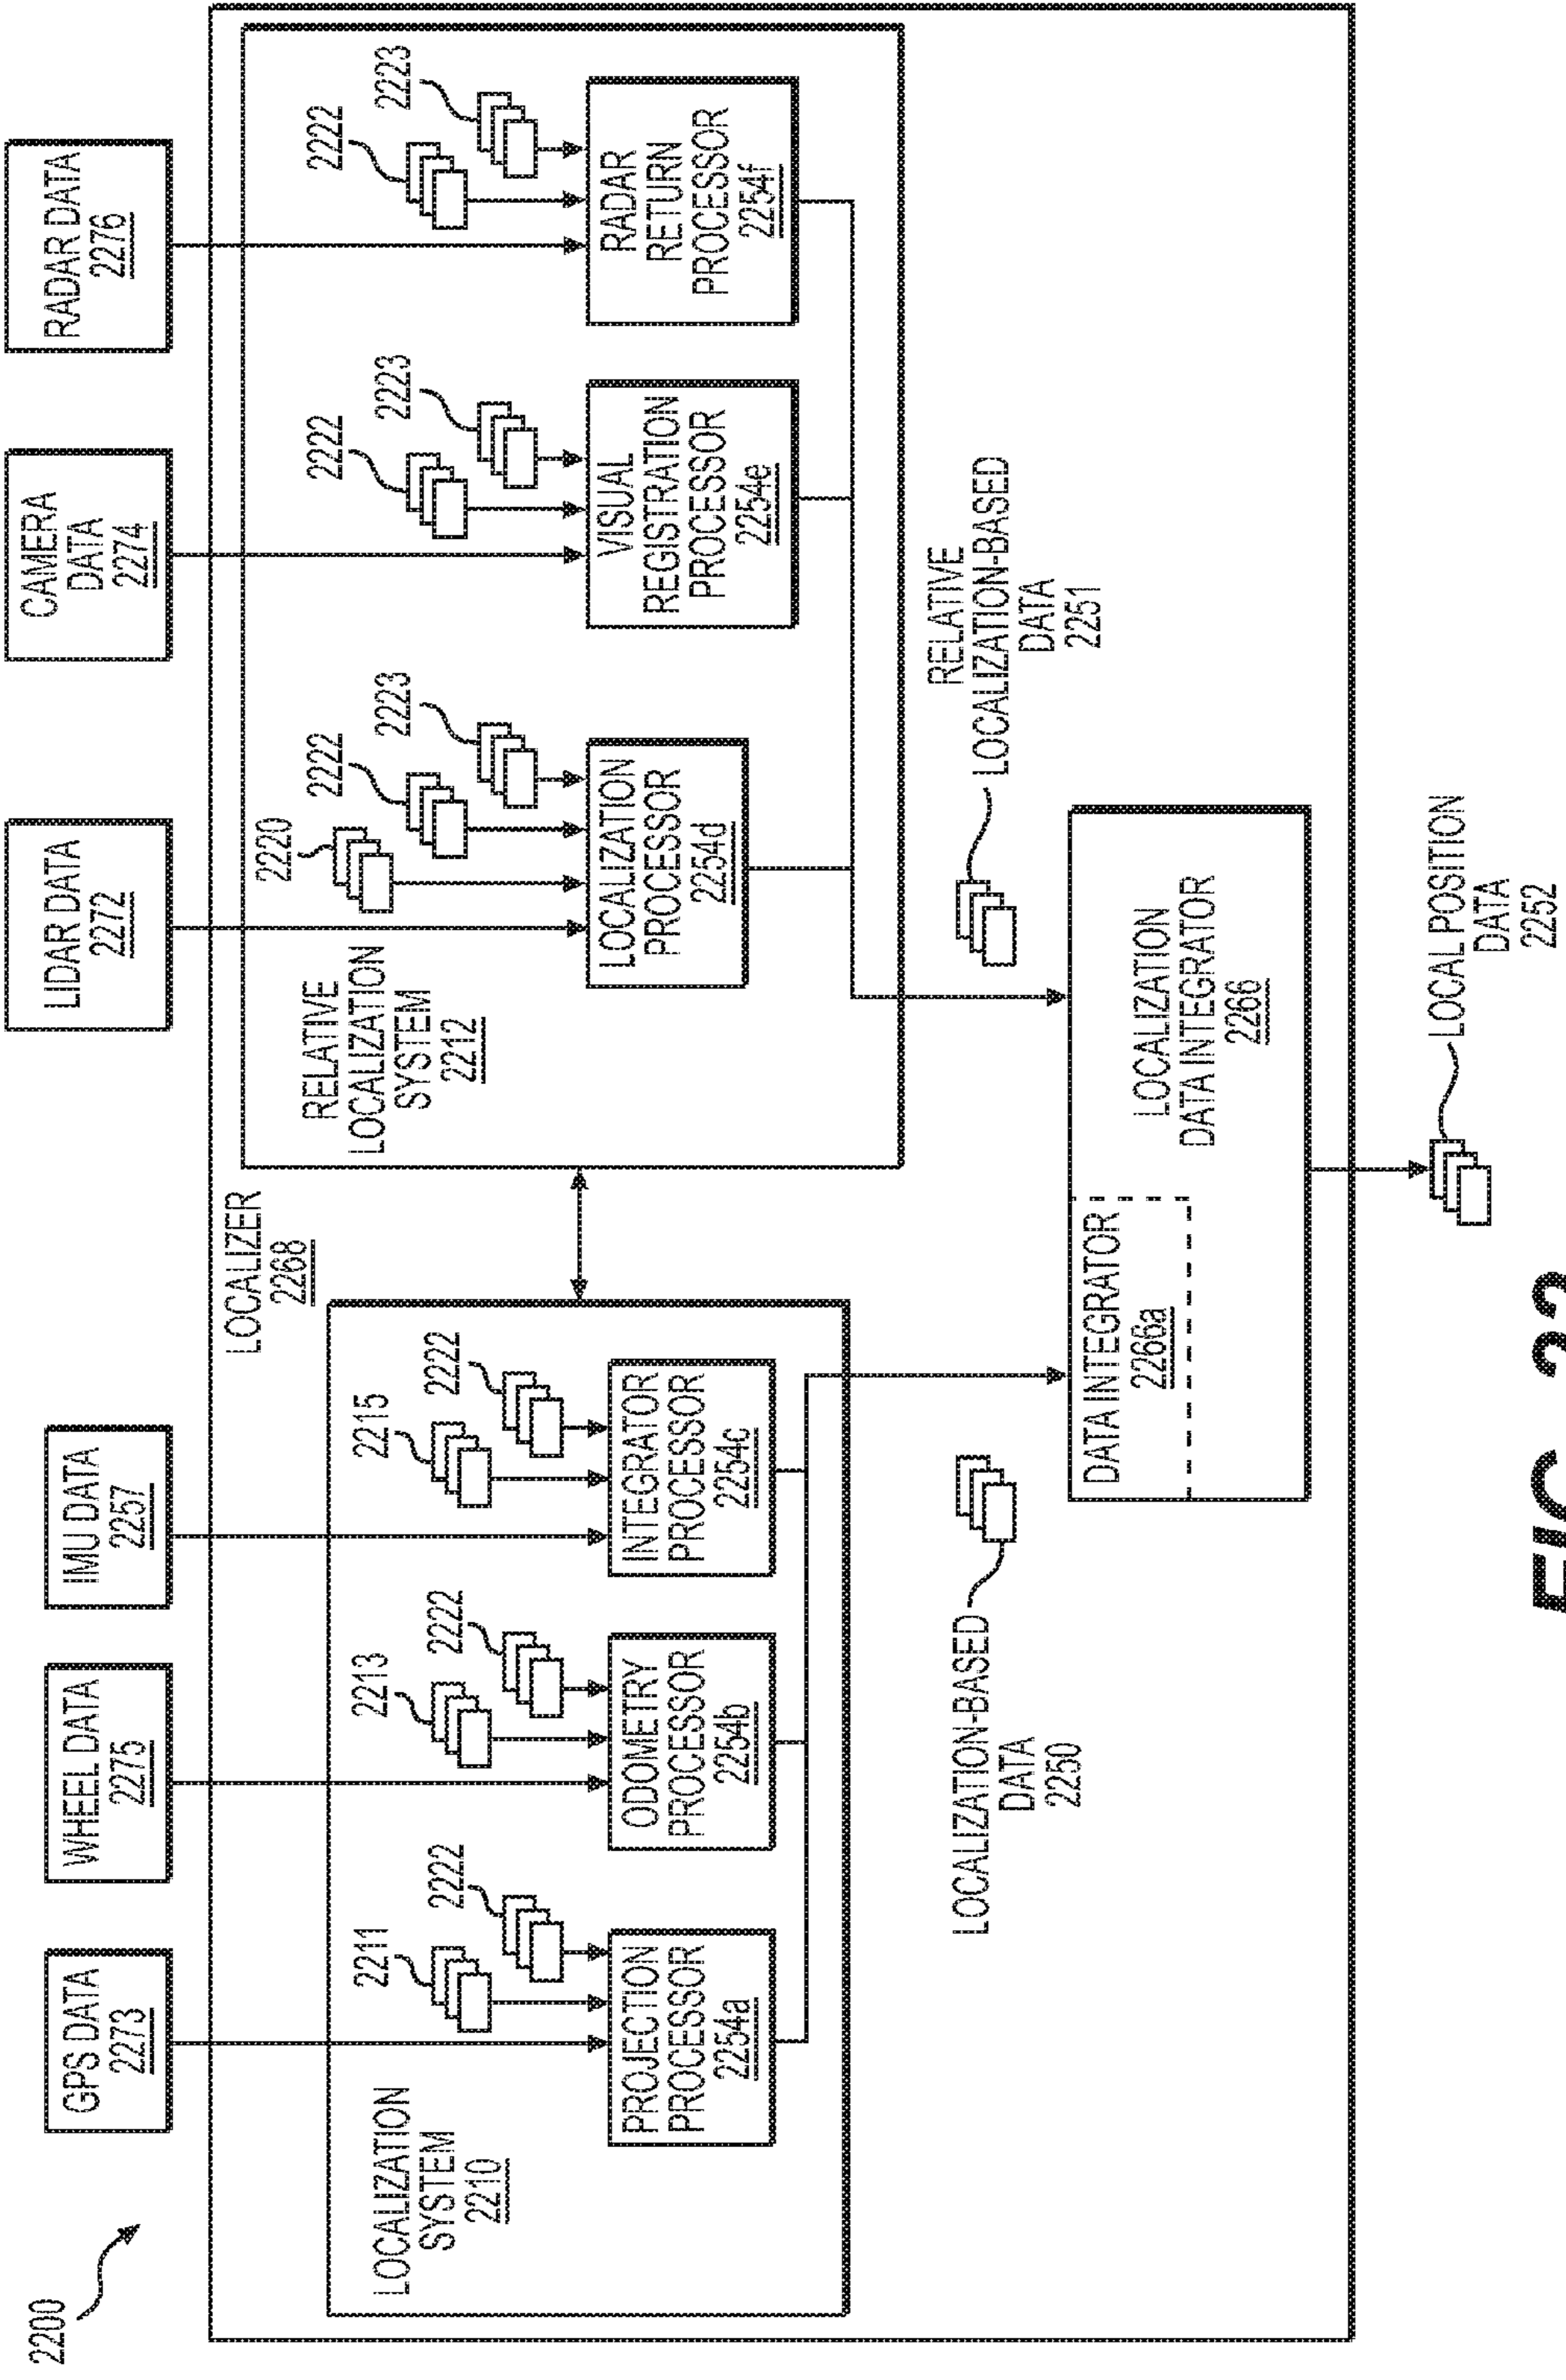 2200
GPS DATA
2273
WHEEL DATA
2275
IMU DATA
2257
LIDAR DATA
2272
CAMERA
DATA
2274
RADAR DATA
2276
LOCALIZER
2268
LOCALIZATION
SYSTEM
2210
2211
2222
2213
2222
2215
2222
PROJECTION
PROCESSOR
2254a
ODOMETRY
PROCESSOR
2254b
INTEGRATOR
PROCESSOR
2254c
RELATIVE
LOCALIZATION
SYSTEM
2212
2220
2222
2223
2222
2223
2222
2223
LOCALIZATION
PROCESSOR
2254d
VISUAL
REGISTRATION
PROCESSOR
2254e
RADAR
RETURN
PROCESSOR
2254f
LOCALIZATION-BASED
DATA
2250
RELATIVE
LOCALIZATION-BASED
DATA
2251
DATA INTEGRATOR
2266a
LOCALIZATION
DATA INTEGRATOR
2266
LOCAL POSITION
DATA
2252